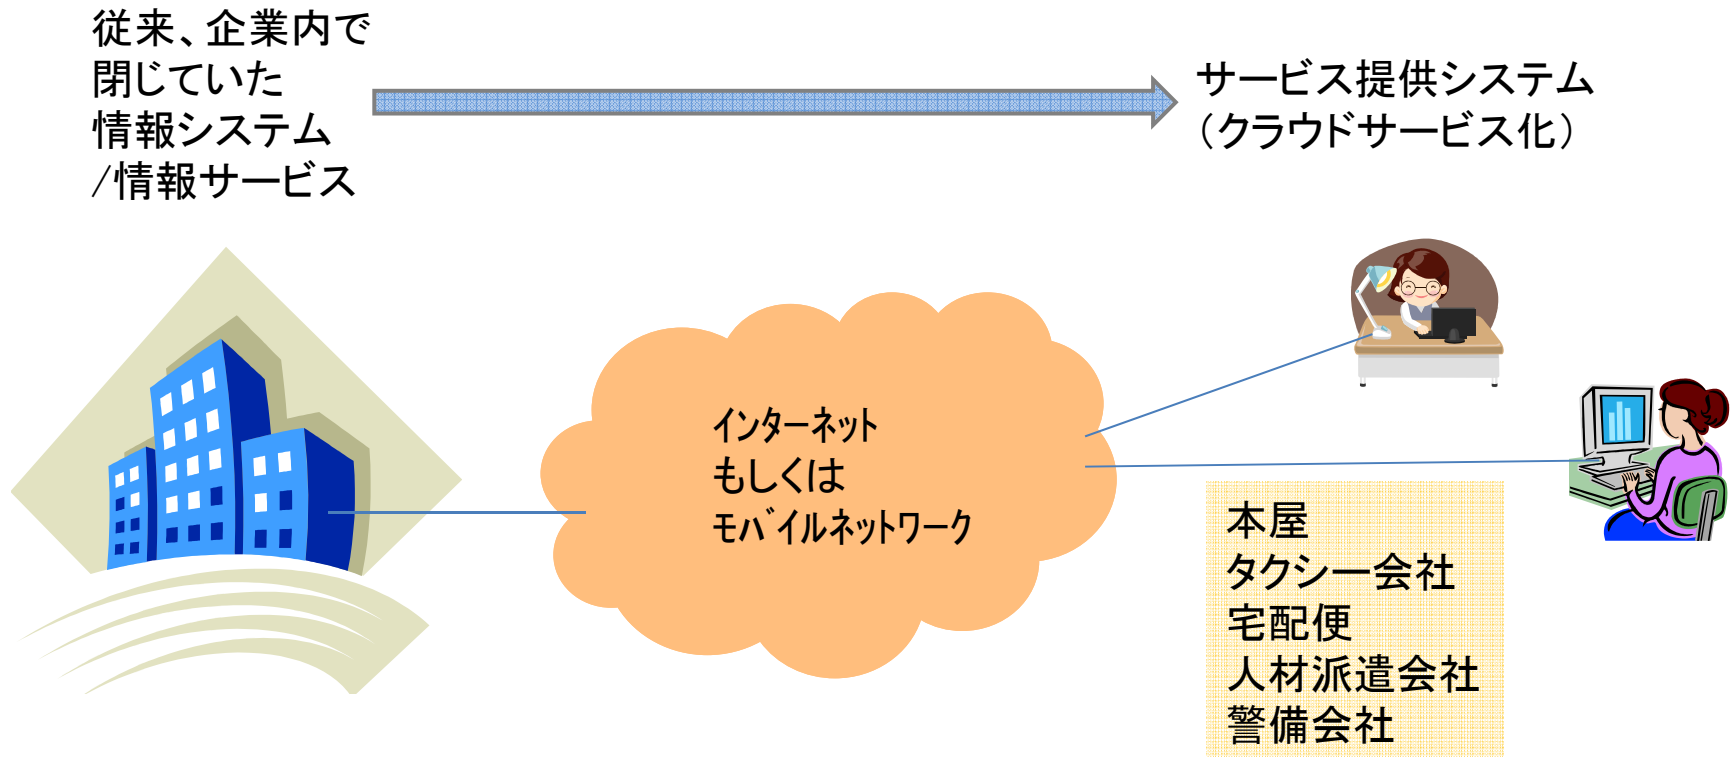 従来、企業内で
閉じていた
情報システム
/情報サービス
サービス提供システム
（クラウドサービス化）
インターネット
もしくは
モバイルネットワーク
本屋
タクシー会社
宅配便
人材派遣会社
警備会社